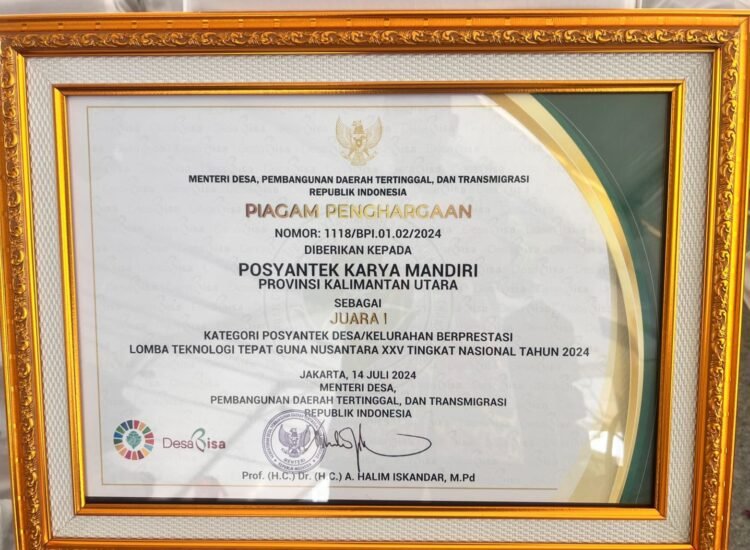 MENTERI DESA, PEMBANGUNAN DAERAH TERTINGGAL, DAN TRANSMIGRASI
REPUBLIK INDONESIA
PIAGAM PENGHARGAAN
NOMOR: 1118/BPI.01.02/2024
DIBERIKAN KEPADA
POSYANTEK KARYA MANDIRI
PROVINSI KALIMANTAN UTARA
SEBAGAI
JUARA I
KATEGORI POSYANTEK DESA/KELURAHAN BERPRESTASI
LOMBA TEKNOLOGI TEPAT GUNA NUSANTARA XXV TINGKAT NASIONAL TAHUN 2024
JAKARTA, 14 JULI 2024
MENTERI DESA,
PEMBANGUNAN DAERAH TERTINGGAL, DAN TRANSMIGRASI
REPUBLIK INDONESIA
DesaBisa
MENTERI
Prof. (H.C.) Dr. (H C.) A. HALIM ISKANDAR, M.Pd